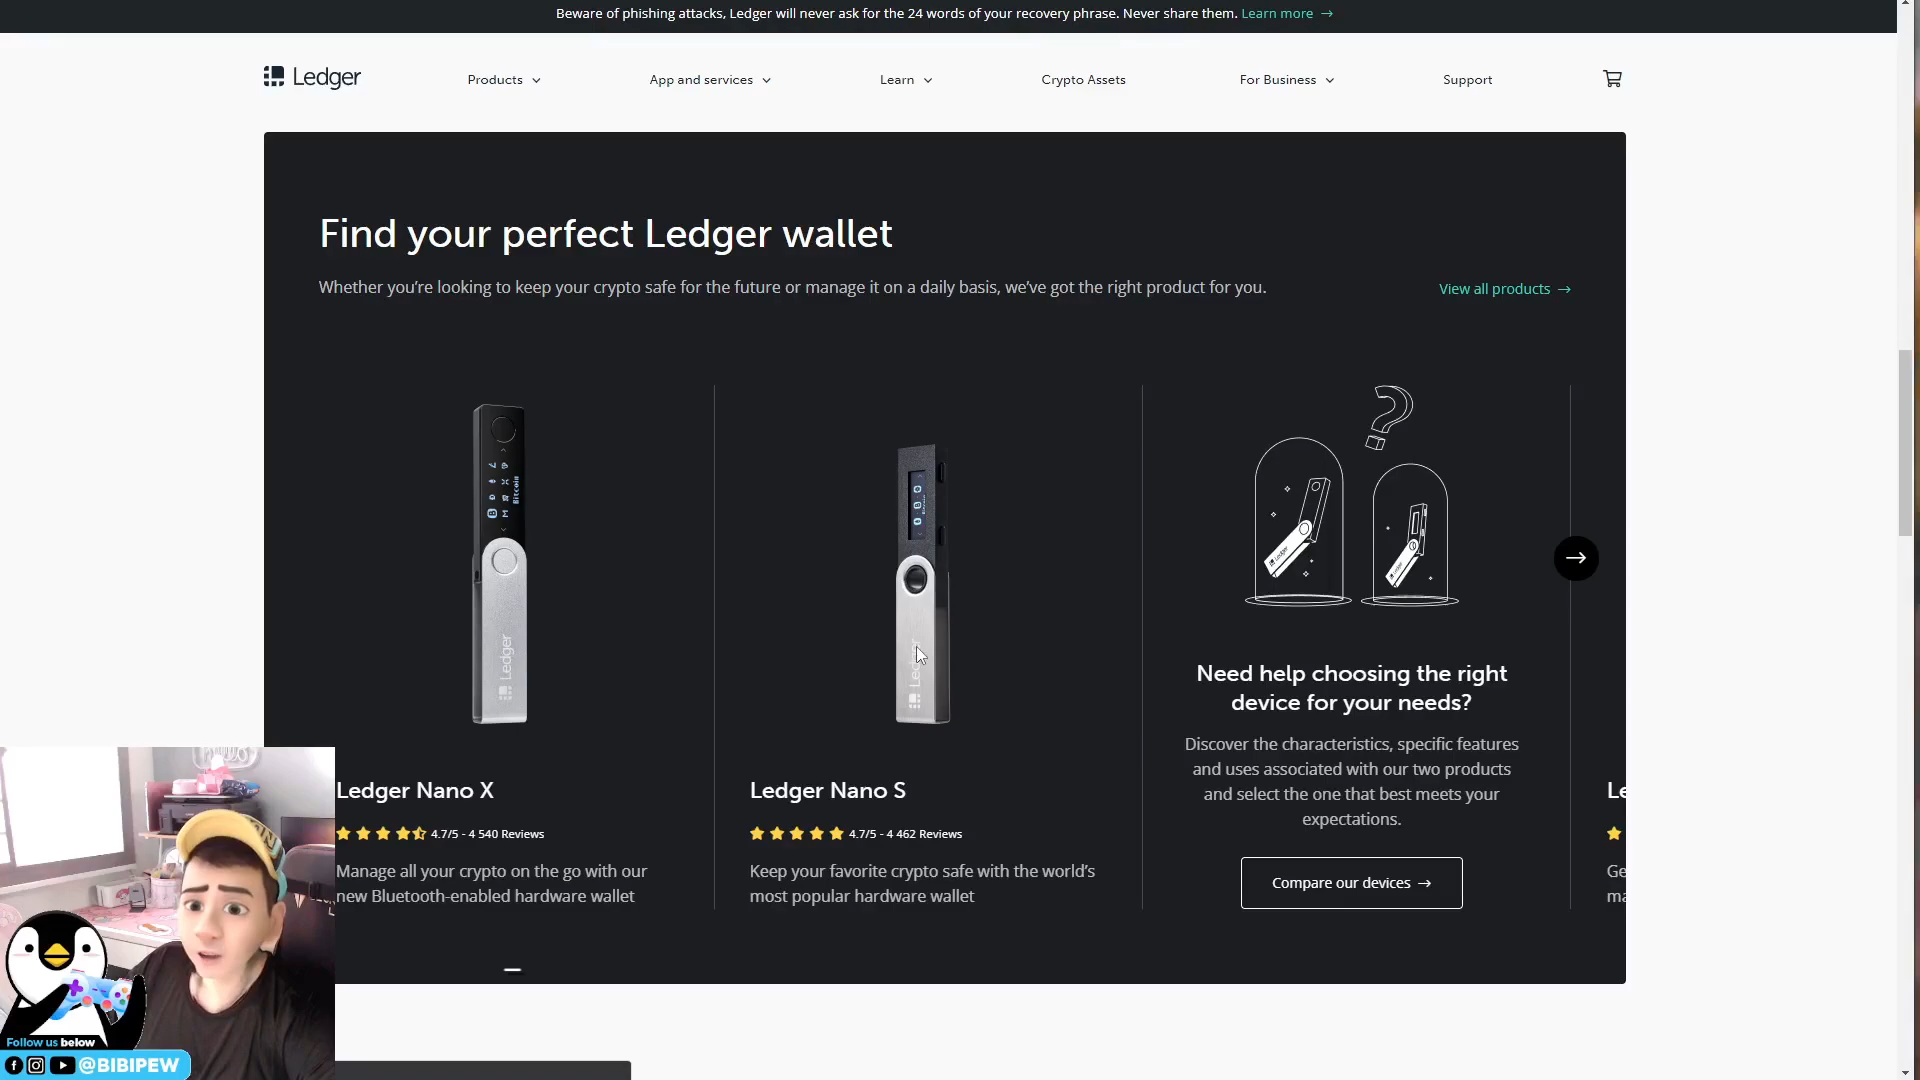 Beware of phishing attacks, Ledger will never ask for the 24 words of your recovery phrase. Never share them. Learn more →
Ledger
Products
App and services
Learn
Crypto Assets
For Business
Support
Find your perfect Ledger wallet
Whether you're looking to keep your crypto safe for the future or manage it on a daily basis, we've got the right product for you.
View all products →
Bitcoin
Ledger
Ledger
Need help choosing the right
device for your needs?
Discover the characteristics, specific features
and uses associated with our two products
and select the one that best meets your
expectations.
Compare our devices →
Ledger Nano X
4.7/5 - 4 540 Reviews
Manage all your crypto on the go with our
new Bluetooth-enabled hardware wallet
Ledger Nano S
4.7/5 - 4 462 Reviews
Keep your favorite crypto safe with the world's
most popular hardware wallet
Le
Ge
ma
Follow us below
@BIBIPEW